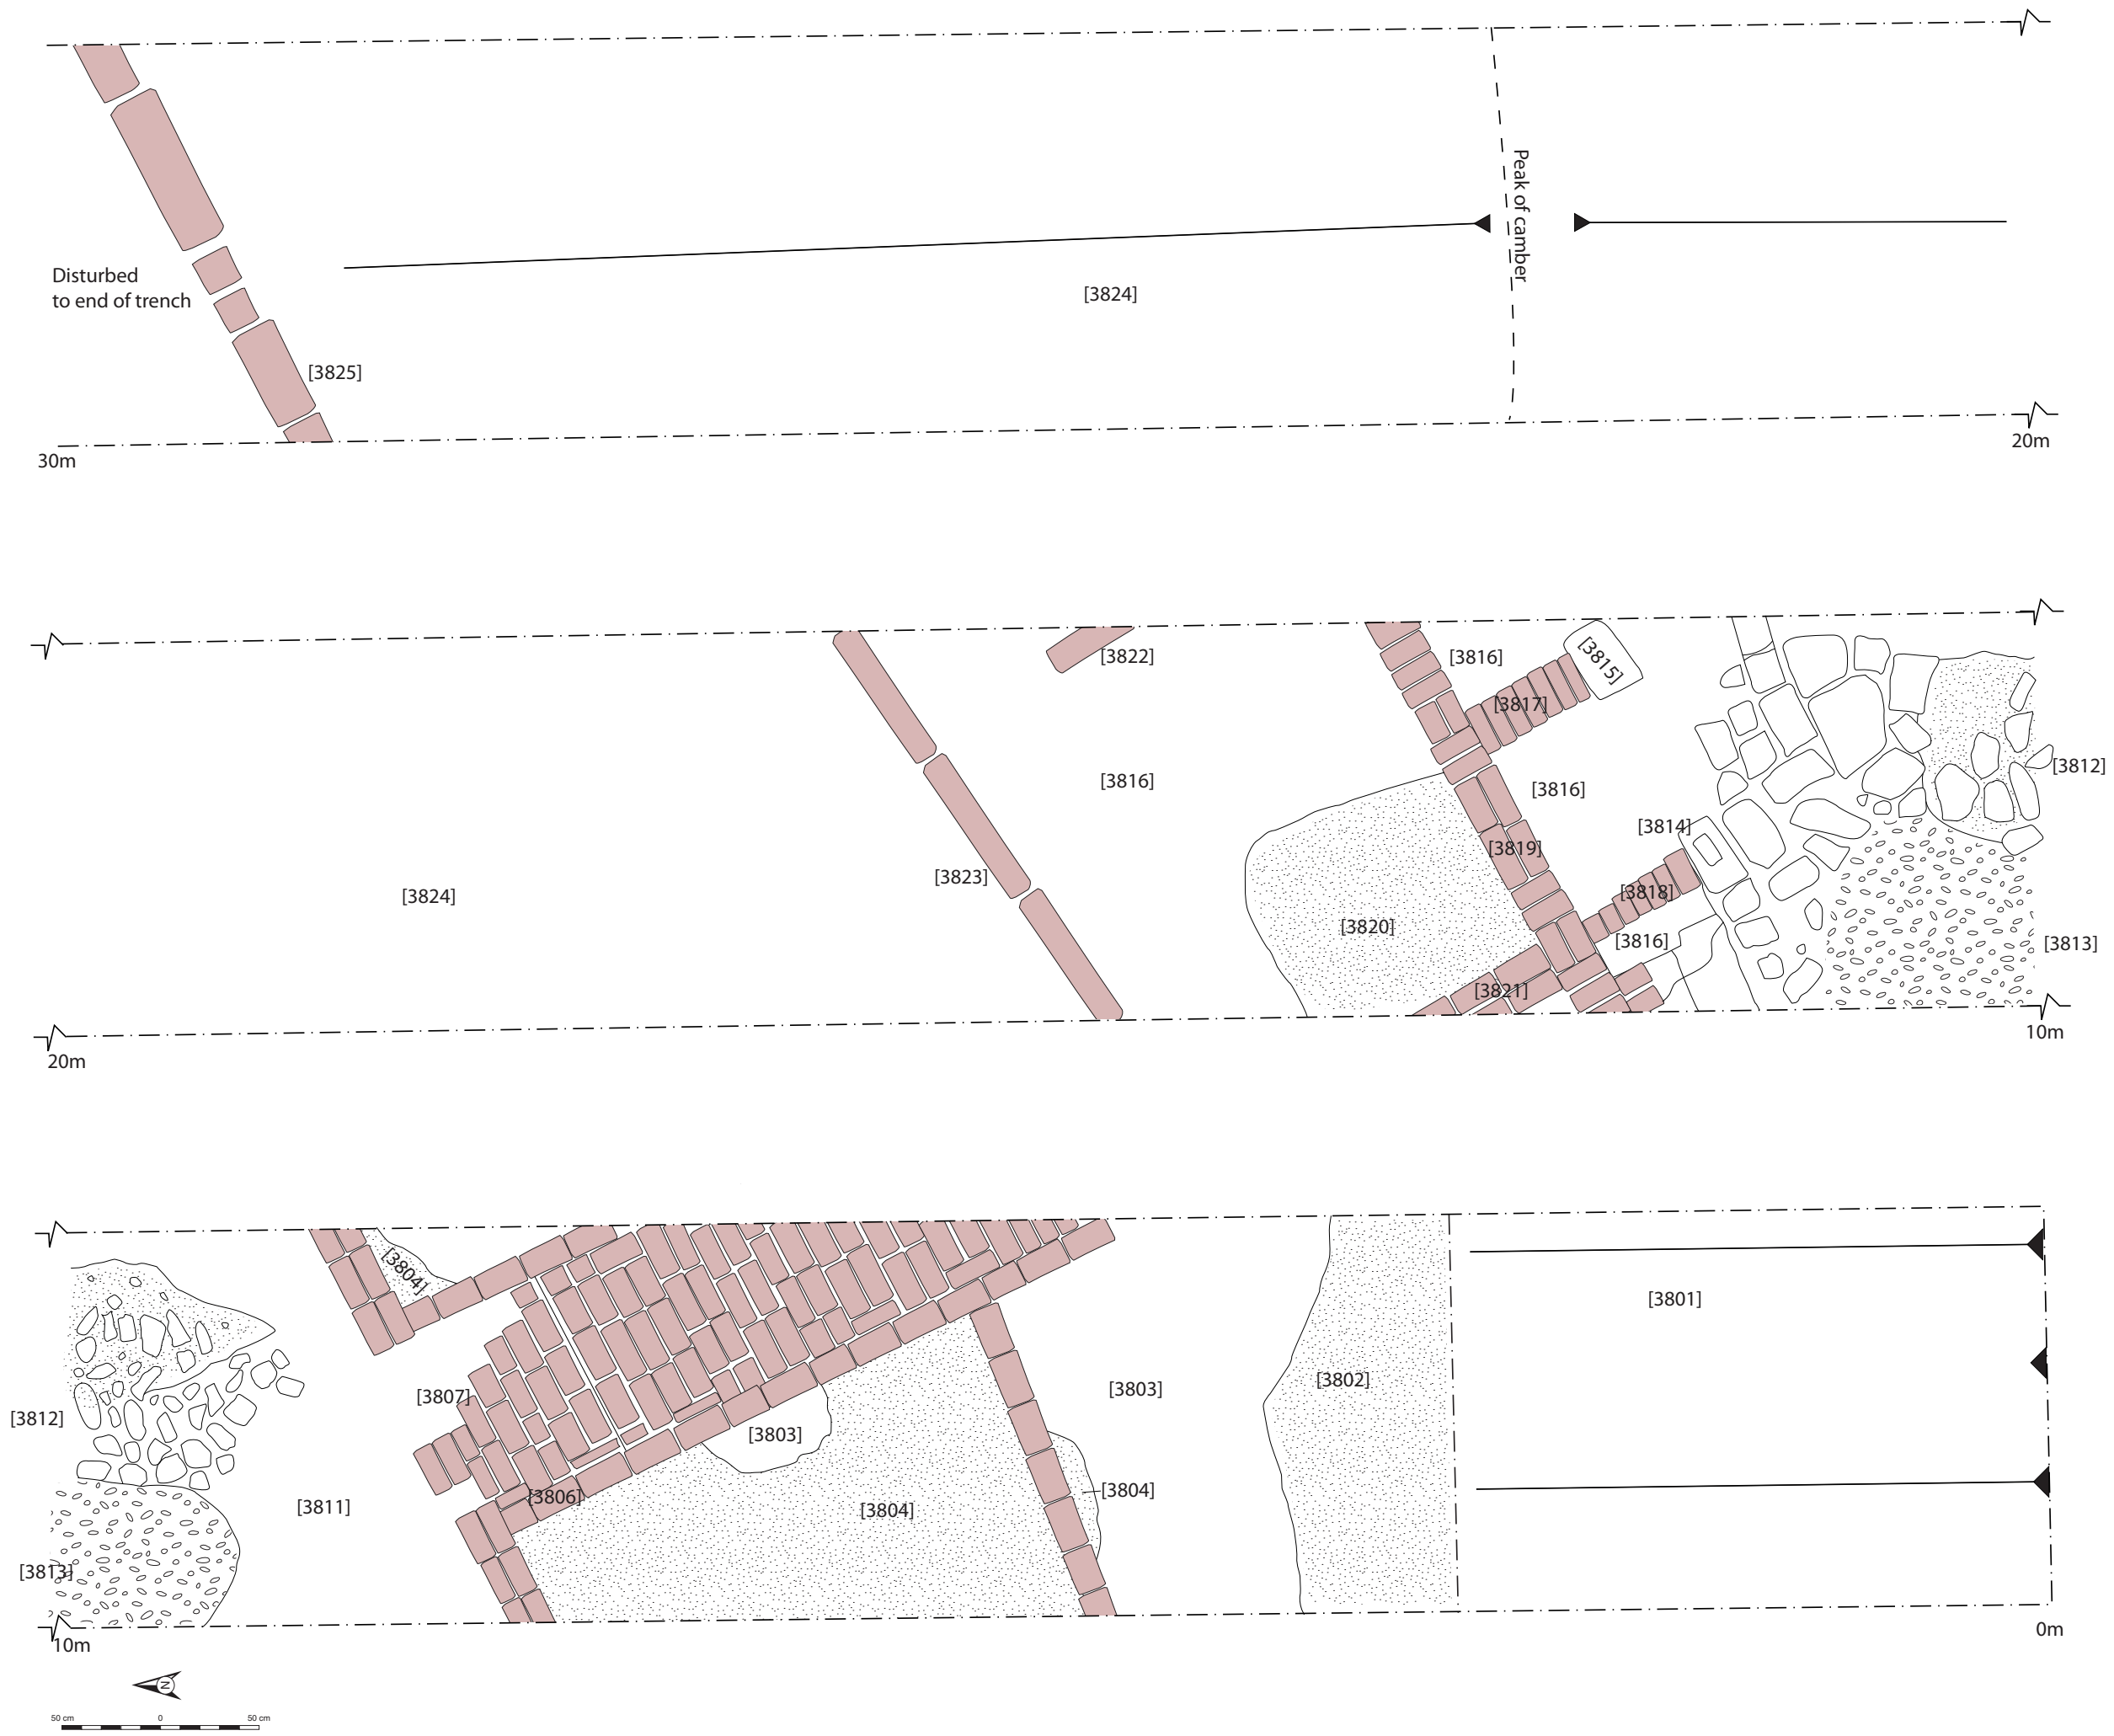 Peak of camber
Disturbed
to end of trench
[3824]
[3825]
30m
20m
[3822]
[3816]
[3815]
[3817]
[3816]
[3812]
[3816]
[3814]
[3819]
[3823]
[3818]
[3824]
[3820]
[3816]
[3813]
[3821]
20m
10m
[3804]
[3801]
[3802]
[3803]
[3807]
[3812]
[3803]
[3804]
[3806]
[3811]
[3804]
[3813]
10m
0m
N
50 cm 0 50 cm